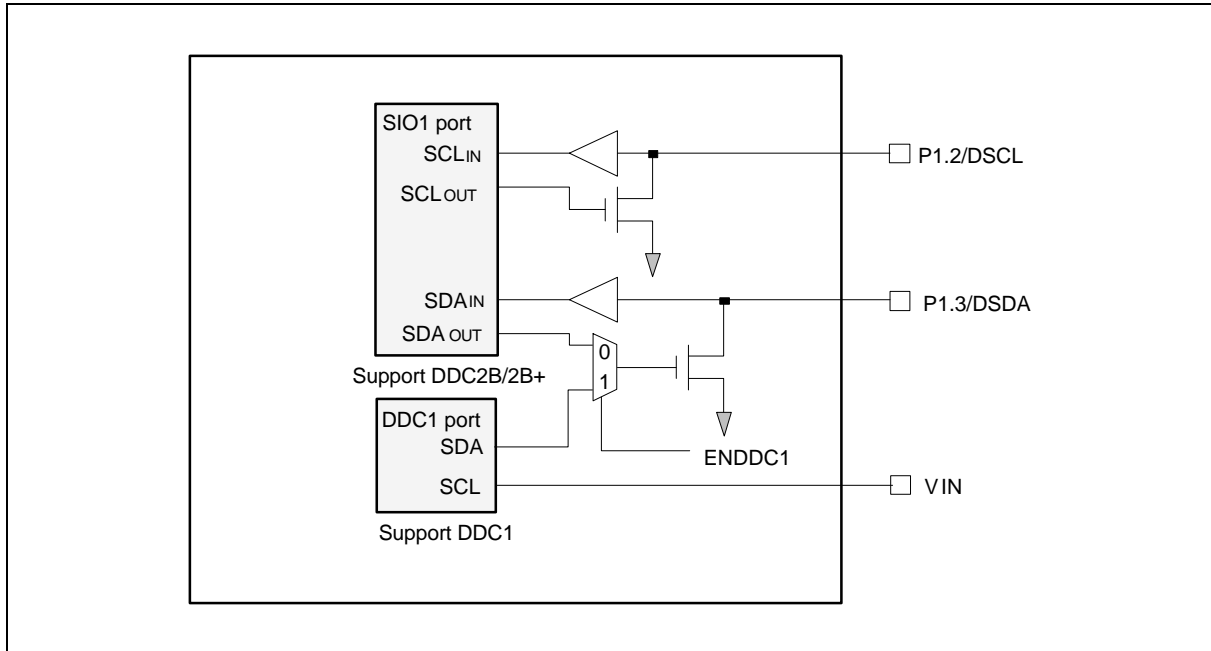 SIO1 port
SCLIN
P1.2/DSCL
SCLOUT
SDAIN
P1.3/DSDA
SDA OUT
0
1
Support DDC2B/2B+
DDC1 port
SDA
ENDDC1
SCL
VIN
Support DDC1